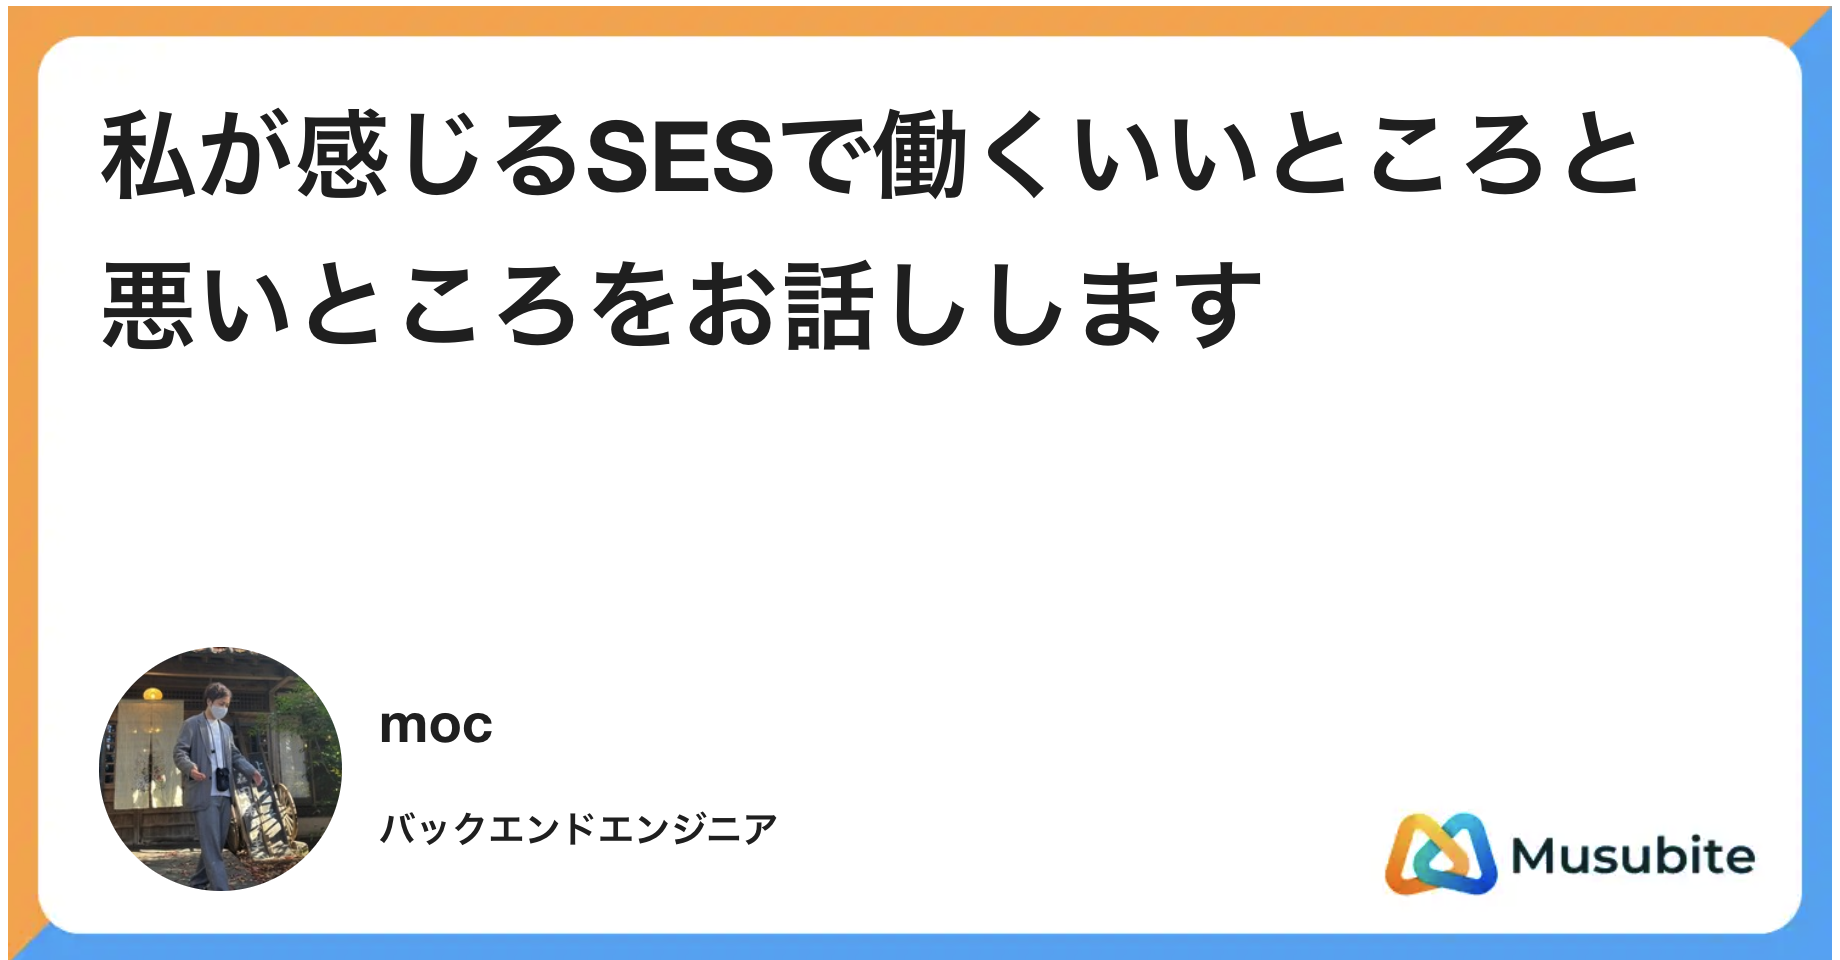 私が感じるSESで働くいいところと
悪いところをお話しします
moc
バックエンドエンジニア
Musubite